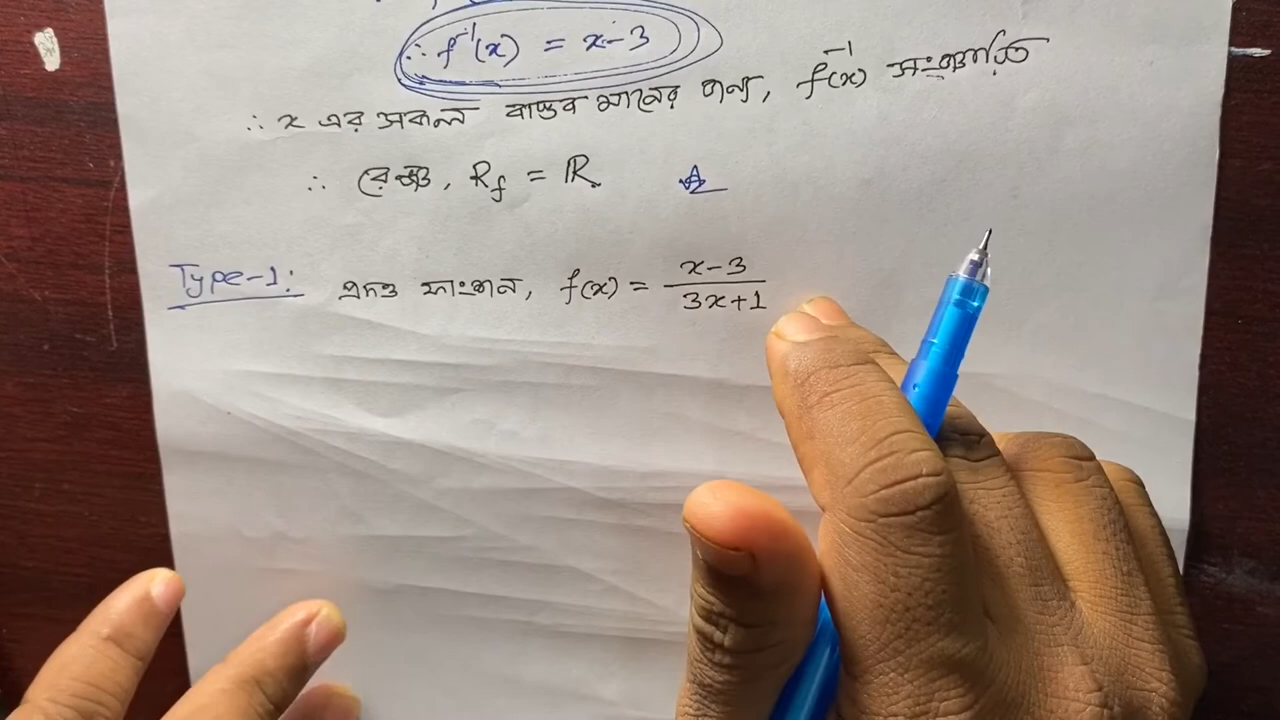 ∴ f⁻¹(x) = x-3
∴ x এর সকল বাস্তব মানের জন্য, f⁻¹(x) সংজ্ঞায়িত
∴ রেঞ্জ, R_f = ℝ
Type-1: প্রদত্ত ফাংশন, f(x) = (x-3)/(3x+1)